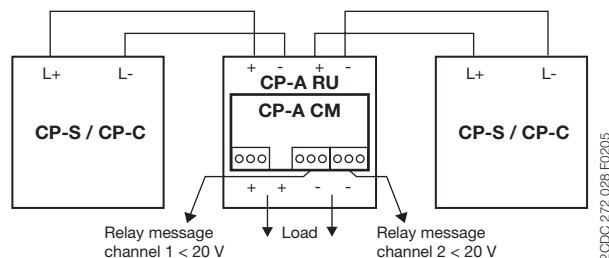 L+ L-
+ - + -
L+ L-
CP-S / CP-C
CP-A RU
CP-A CM
CP-S / CP-C
+ + - -
Relay message
channel 1 < 20 V
Load
Relay message
channel 2 < 20 V
2CDC 272 028 F0205